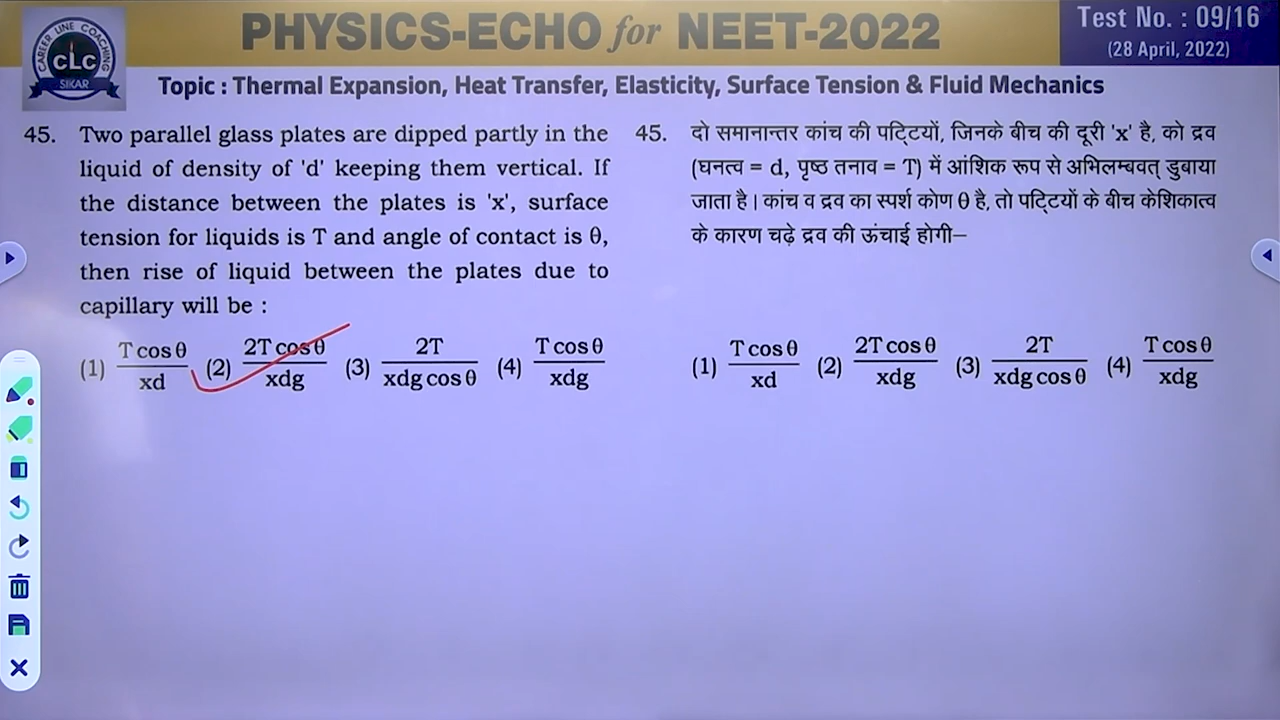 CAREER LINE COACHING
CLC
SIKAR
PHYSICS-ECHO for NEET-2022
Test No. : 09/16
(28 April, 2022)
Topic : Thermal Expansion, Heat Transfer, Elasticity, Surface Tension & Fluid Mechanics
45. Two parallel glass plates are dipped partly in the
liquid of density of 'd' keeping them vertical. If
the distance between the plates is 'x', surface
tension for liquids is T and angle of contact is θ,
then rise of liquid between the plates due to
capillary will be :
(1) T cos θ / xd (2) 2T cos θ / xdg (3) 2T / xdg cos θ (4) T cos θ / xdg
45. दो समानान्तर कांच की पट्टियों, जिनके बीच की दूरी 'x' है, को द्रव
(घनत्व = d, पृष्ठ तनाव = T) में आंशिक रूप से अभिलम्बवत् डुबाया
जाता है। कांच व द्रव का स्पर्श कोण θ है, तो पट्टियों के बीच केशिकात्व
के कारण चढ़े द्रव की ऊंचाई होगी–
(1) T cos θ / xd (2) 2T cos θ / xdg (3) 2T / xdg cos θ (4) T cos θ / xdg